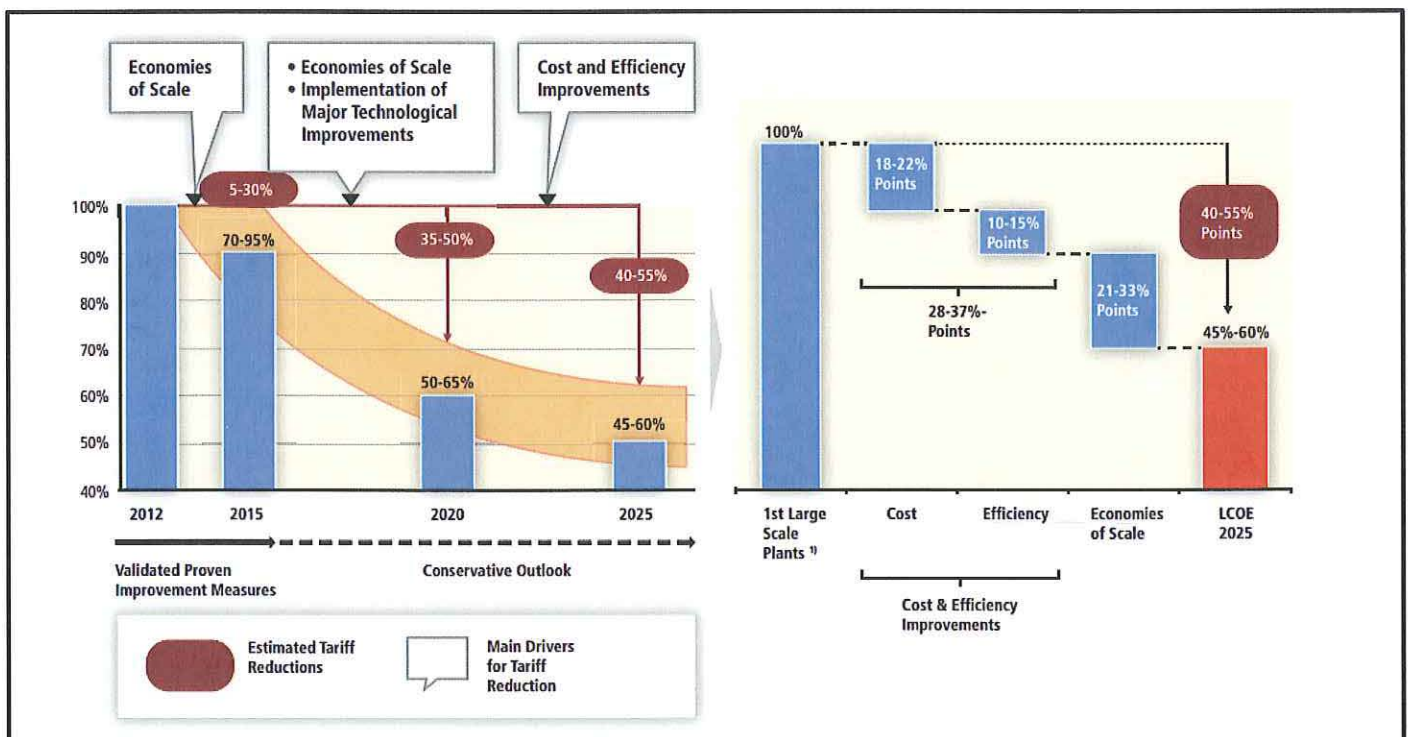 Economies
of Scale
• Economies of Scale
• Implementation of
Major Technological
Improvements
Cost and Efficiency
Improvements
5-30%
35-50%
40-55%
100%
90%
80%
70%
60%
50%
40%
70-95%
50-65%
45-60%
2012
2015
2020
2025
Validated Proven
Improvement Measures
Conservative Outlook
Estimated Tariff
Reductions
Main Drivers
for Tariff
Reduction
100%
18-22%
Points
10-15%
Points
28-37%-
Points
21-33%
Points
40-55%
Points
45%-60%
1st Large
Scale
Plants 1)
Cost
Efficiency
Economies
of Scale
LCOE
2025
Cost & Efficiency
Improvements